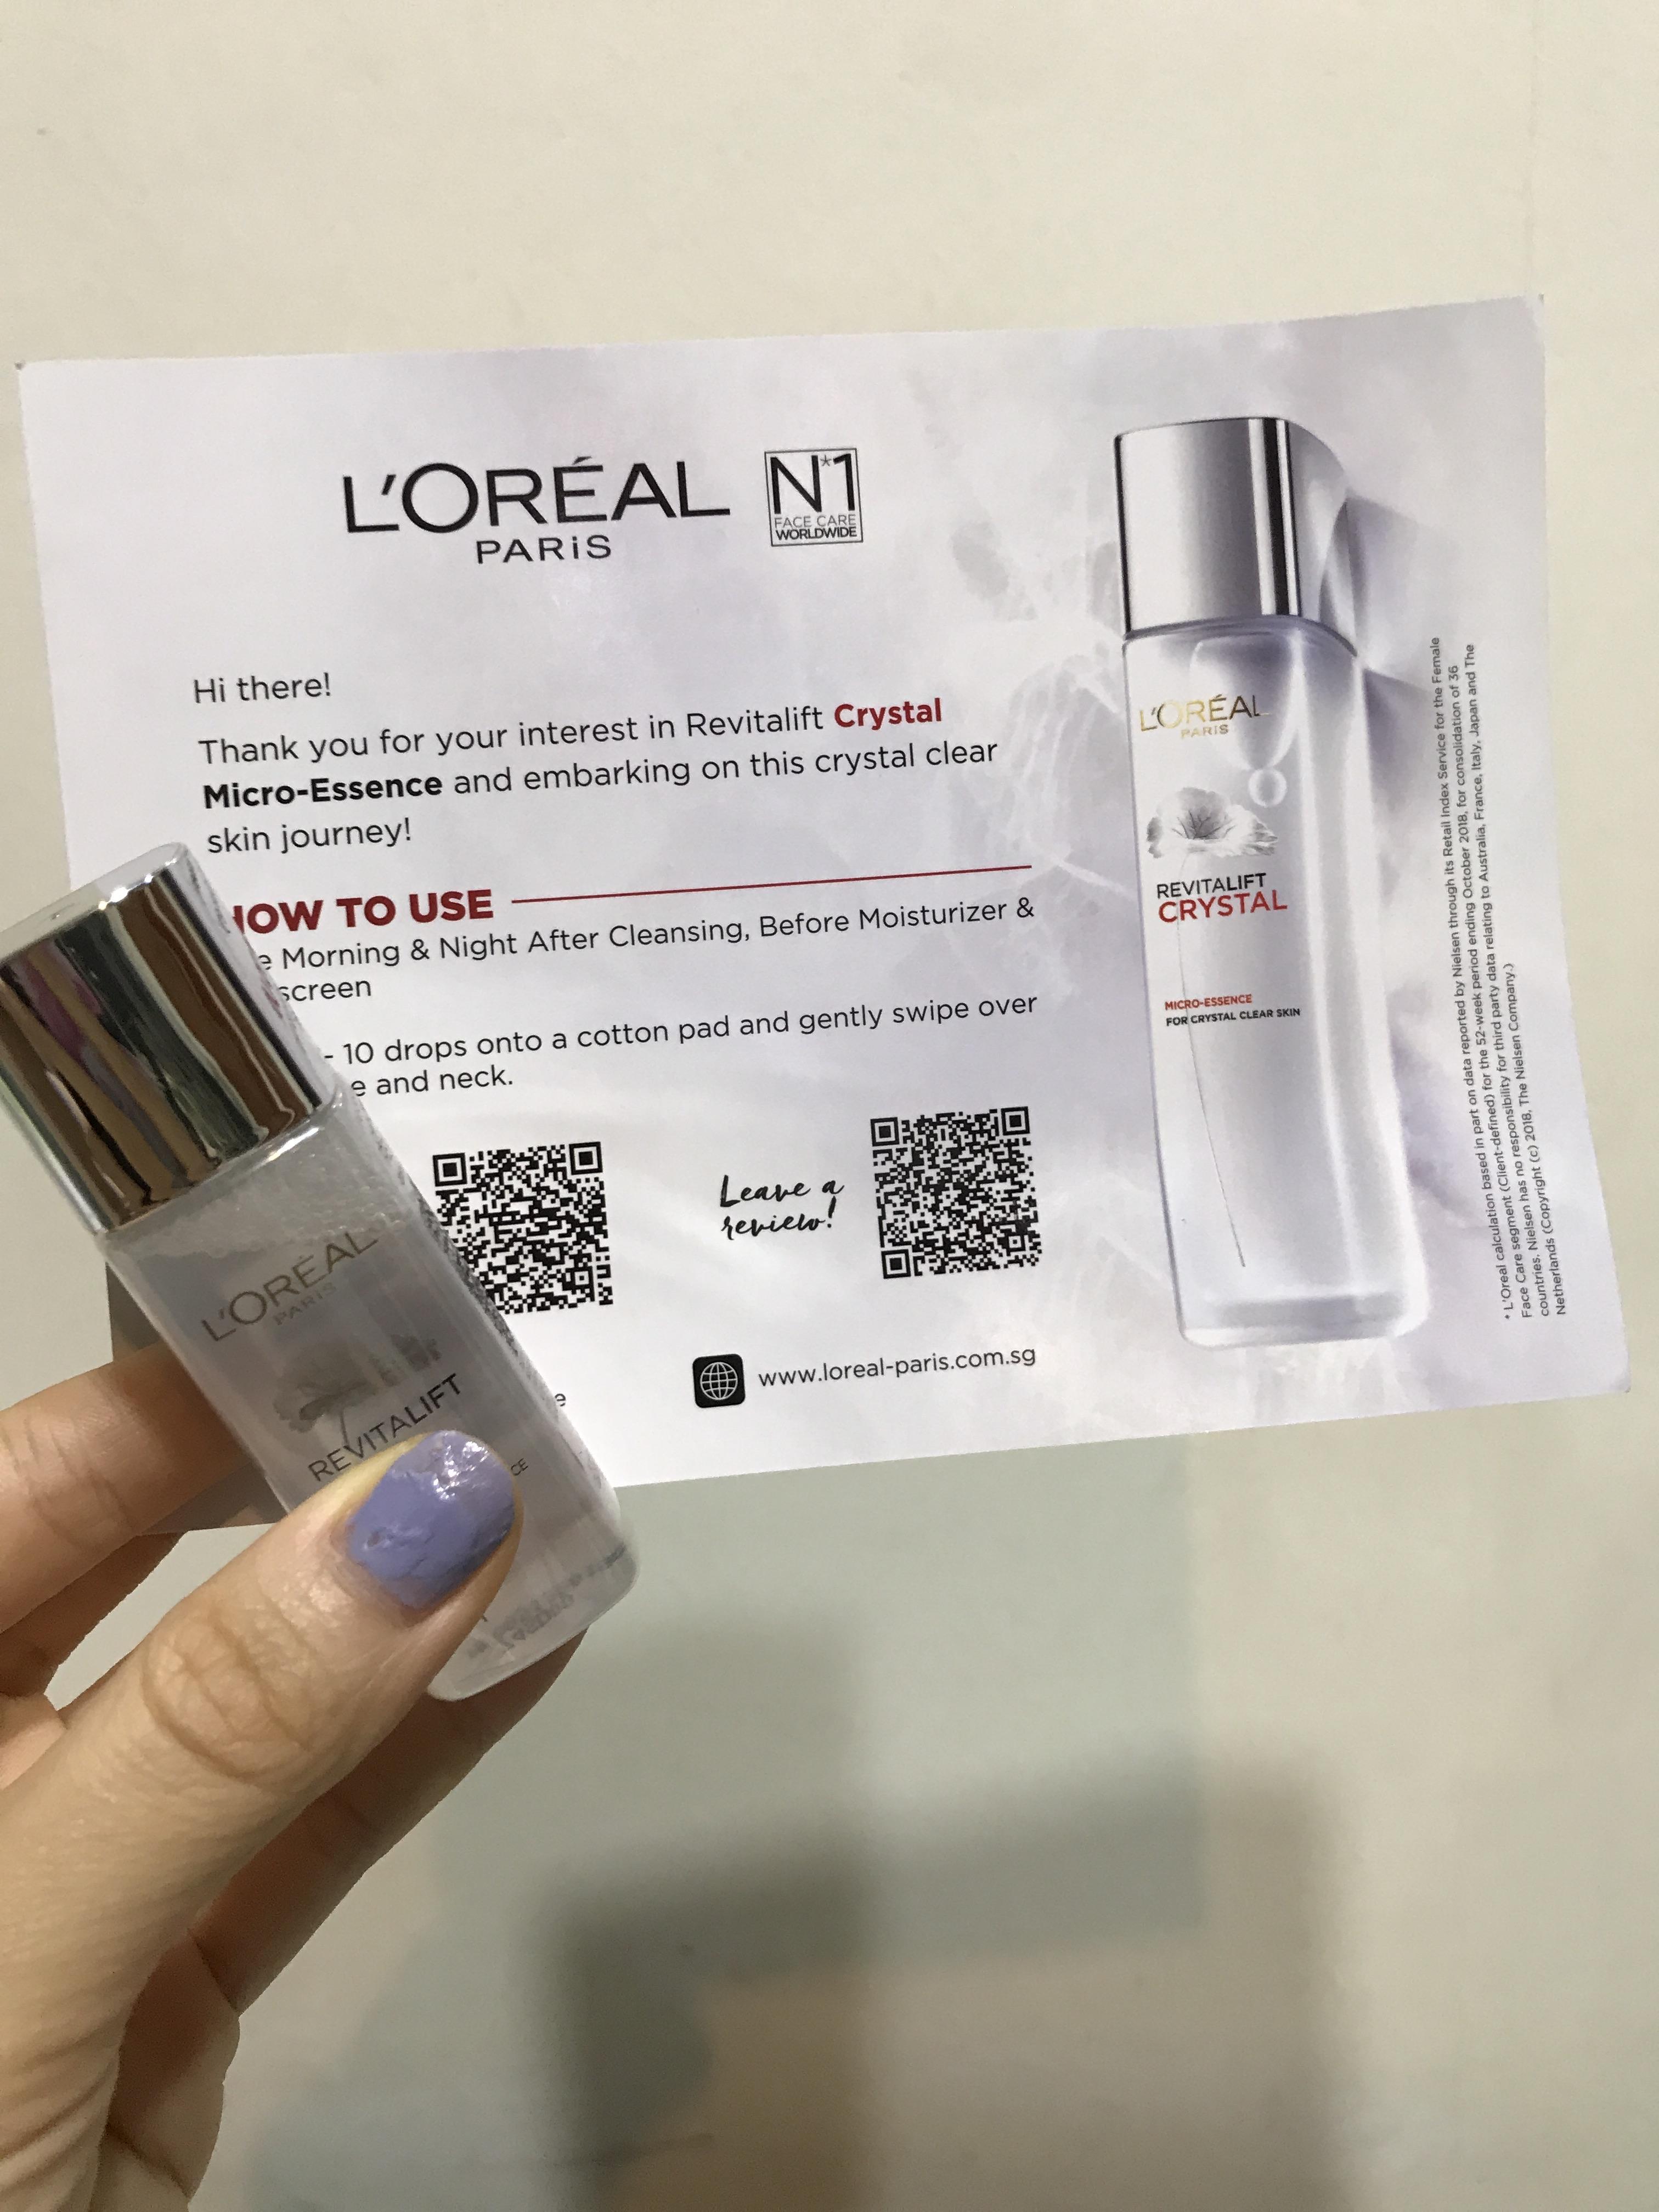 L'ORÉAL
PARiS
N*1
FACE CARE
WORLDWIDE
Hi there!
Thank you for your interest in Revitalift Crystal
Micro-Essence and embarking on this crystal clear
skin journey!
HOW TO USE
Morning & Night After Cleansing, Before Moisturizer &
screen
- 10 drops onto a cotton pad and gently swipe over
and neck.
Leave a
review!
www.loreal-paris.com.sg
L'ORÉAL
PARIS
REVITALIFT
CRYSTAL
MICRO-ESSENCE
FOR CRYSTAL CLEAR SKIN
* L'Oreal calculation based in part on data reported by Nielsen through its Retail Index Service for the Female
Face Care segment (Client-defined) for the 52-week period ending October 2018, for consolidation of 36
countries. Nielsen has no responsibility for third party data relating to Australia, France, Italy, Japan and The
Netherlands (Copyright (c) 2018, The Nielsen Company.)
L'ORÉAL
PARIS
REVITALIFT